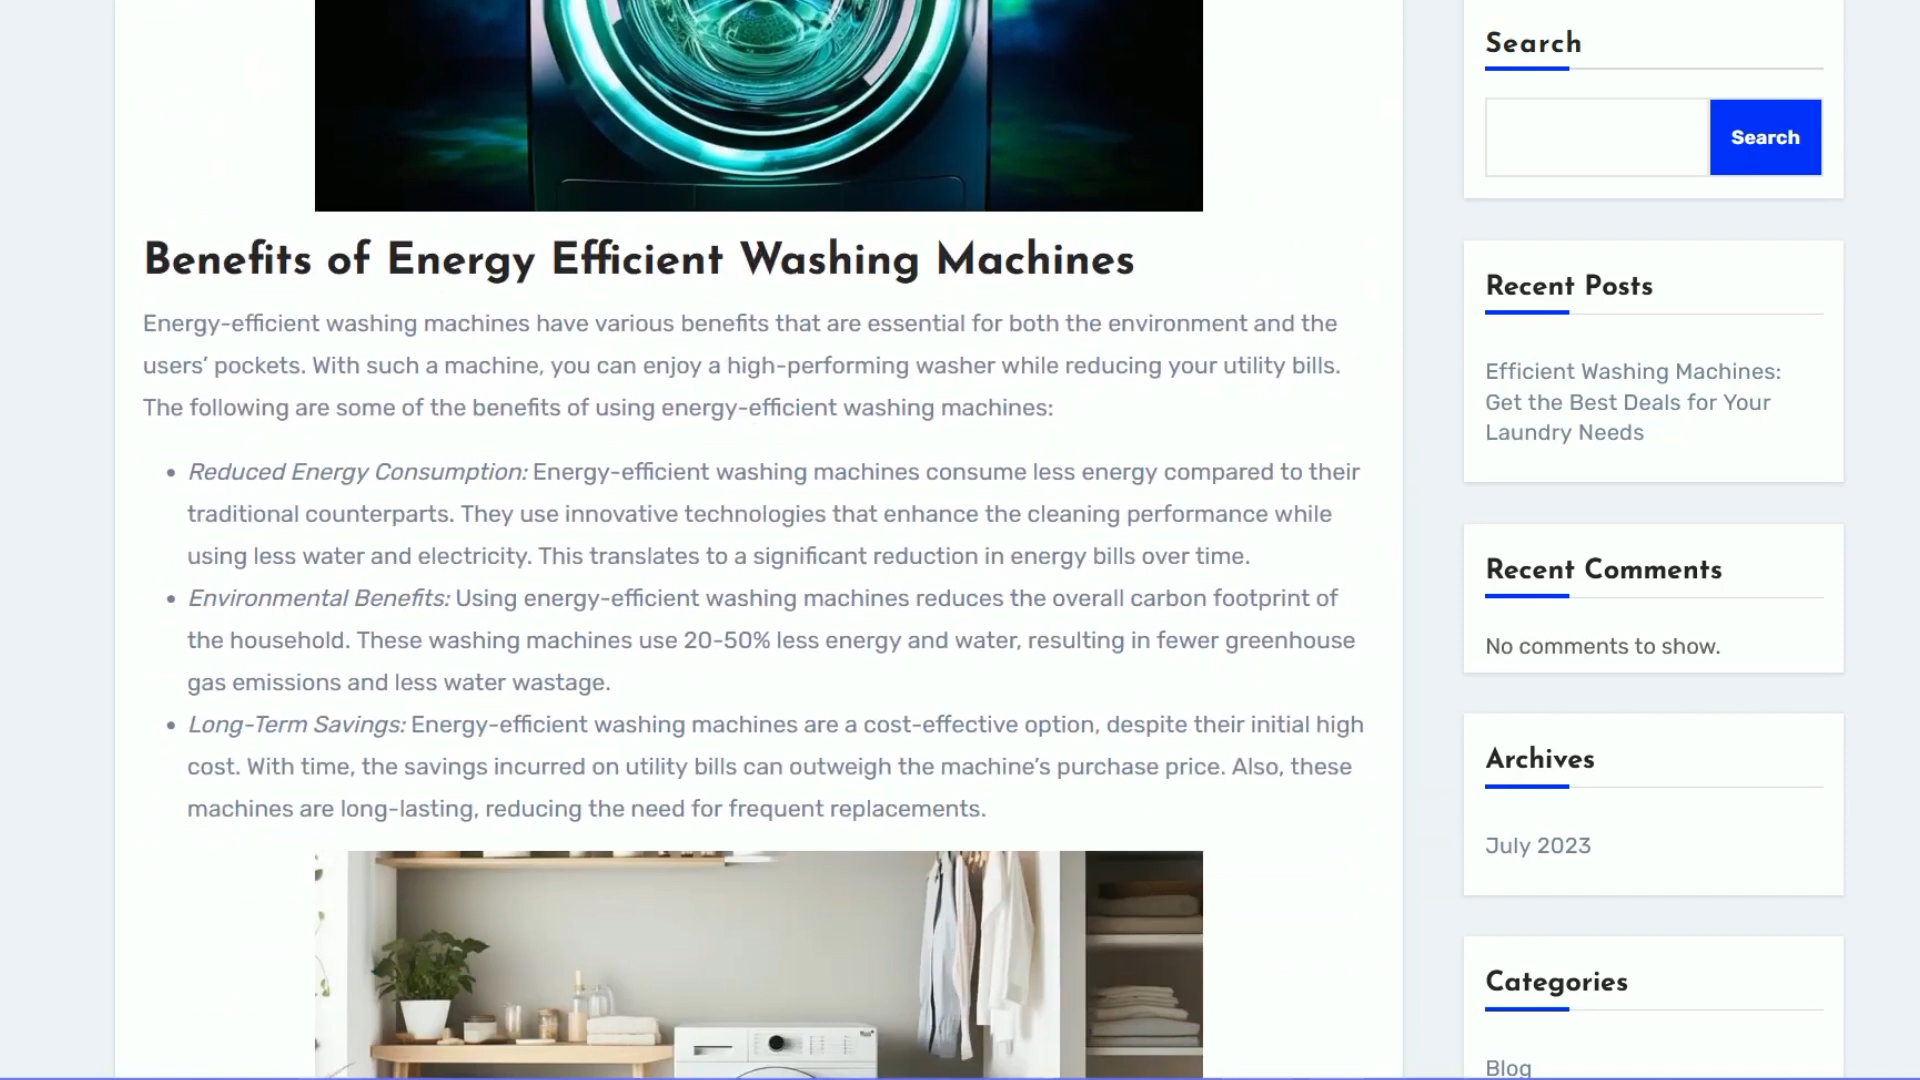 Benefits of Energy Efficient Washing Machines
Energy-efficient washing machines have various benefits that are essential for both the environment and the
users’ pockets. With such a machine, you can enjoy a high-performing washer while reducing your utility bills.
The following are some of the benefits of using energy-efficient washing machines:
• Reduced Energy Consumption: Energy-efficient washing machines consume less energy compared to their
traditional counterparts. They use innovative technologies that enhance the cleaning performance while
using less water and electricity. This translates to a significant reduction in energy bills over time.
• Environmental Benefits: Using energy-efficient washing machines reduces the overall carbon footprint of
the household. These washing machines use 20-50% less energy and water, resulting in fewer greenhouse
gas emissions and less water wastage.
• Long-Term Savings: Energy-efficient washing machines are a cost-effective option, despite their initial high
cost. With time, the savings incurred on utility bills can outweigh the machine’s purchase price. Also, these
machines are long-lasting, reducing the need for frequent replacements.
Search
Search
Recent Posts
Efficient Washing Machines:
Get the Best Deals for Your
Laundry Needs
Recent Comments
No comments to show.
Archives
July 2023
Categories
Blog